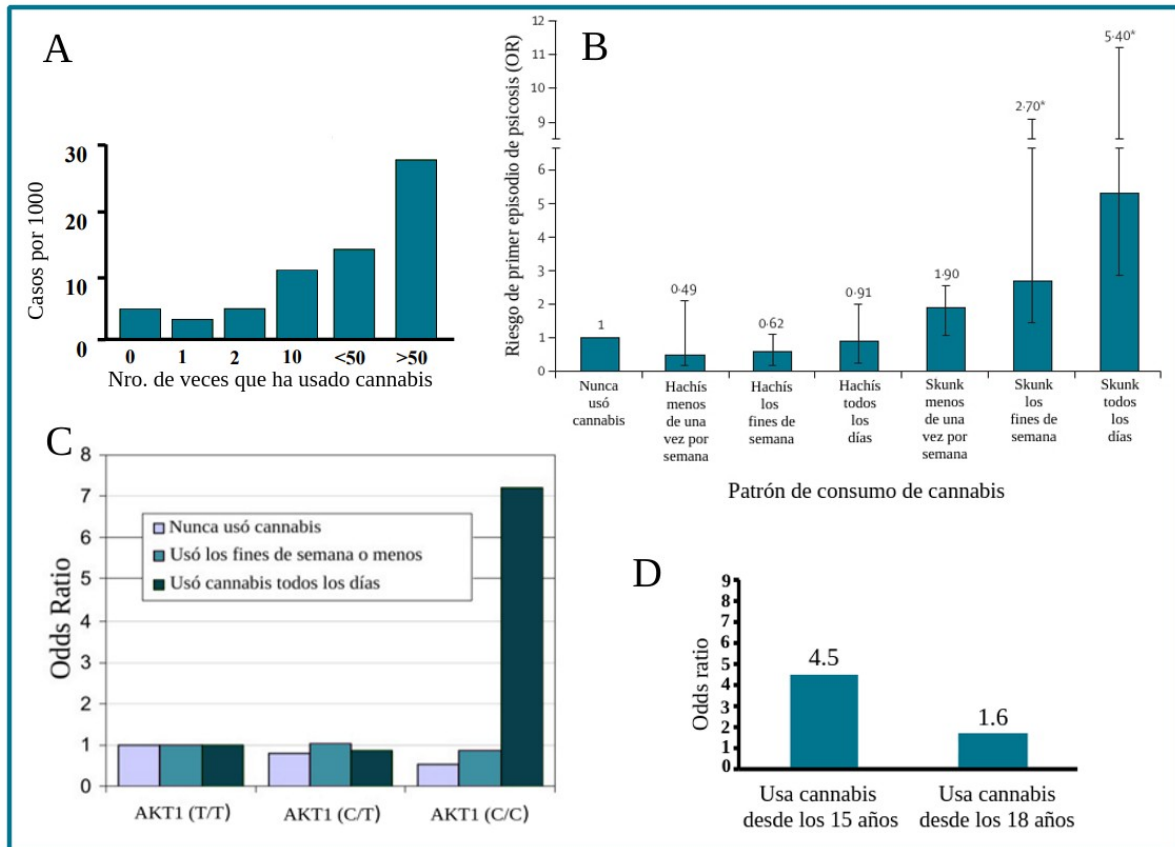 A
30
20
10
0
Casos por 1000
0 1 2 10 <50 >50
Nro. de veces que ha usado cannabis
B
12
11
10
9
6
5
4
3
2
1
0
Riesgo de primer episodio de psicosis (OR)
1
0·49
0·62
0·91
1·90
2·70*
5·40*
Nunca
usó
cannabis
Hachís
menos
de una
vez por
semana
Hachís
los
fines de
semana
Hachís
todos
los
días
Skunk
menos
de una
vez por
semana
Skunk
los
fines de
semana
Skunk
todos
los
días
Patrón de consumo de cannabis
C
8
7
6
5
4
3
2
1
0
Odds Ratio
Nunca usó cannabis
Usó los fines de semana o menos
Usó cannabis todos los días
AKT1 (T/T)
AKT1 (C/T)
AKT1 (C/C)
D
9
8
7
6
5
4
3
2
1
0
Odds ratio
4.5
1.6
Usa cannabis
desde los 15 años
Usa cannabis
desde los 18 años